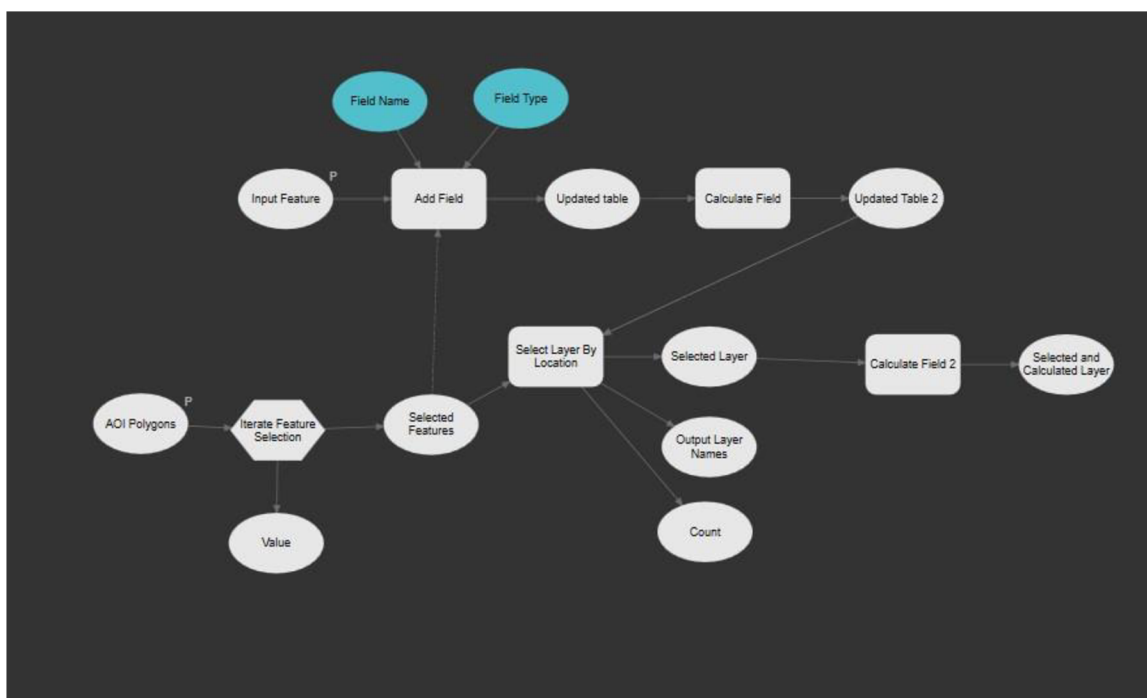 Field Name
Field Type
P
Input Feature
Add Field
Updated table
Calculate Field
Updated Table 2
Select Layer By
Location
Selected Layer
Calculate Field 2
Selected and
Calculated Layer
P
AOI Polygons
Iterate Feature
Selection
Selected
Features
Output Layer
Names
Value
Count